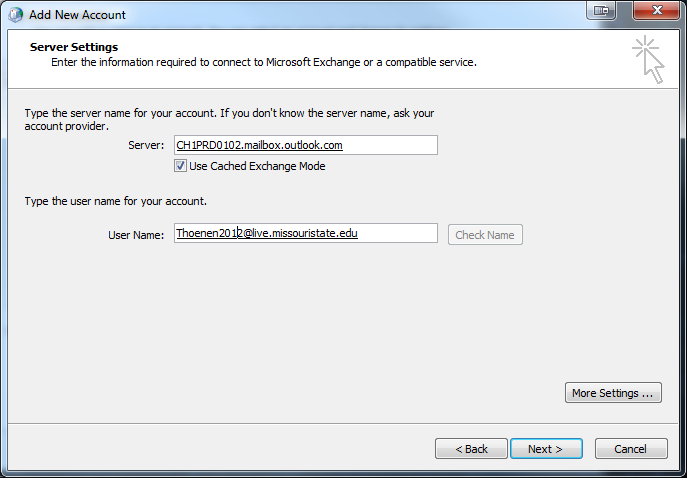 Add New Account
Server Settings
Enter the information required to connect to Microsoft Exchange or a compatible service.
Type the server name for your account. If you don't know the server name, ask your
account provider.
Server: CH1PRD0102.mailbox.outlook.com
Use Cached Exchange Mode
Type the user name for your account.
User Name: Thoenen2012@live.missouristate.edu Check Name
More Settings ...
< Back Next > Cancel